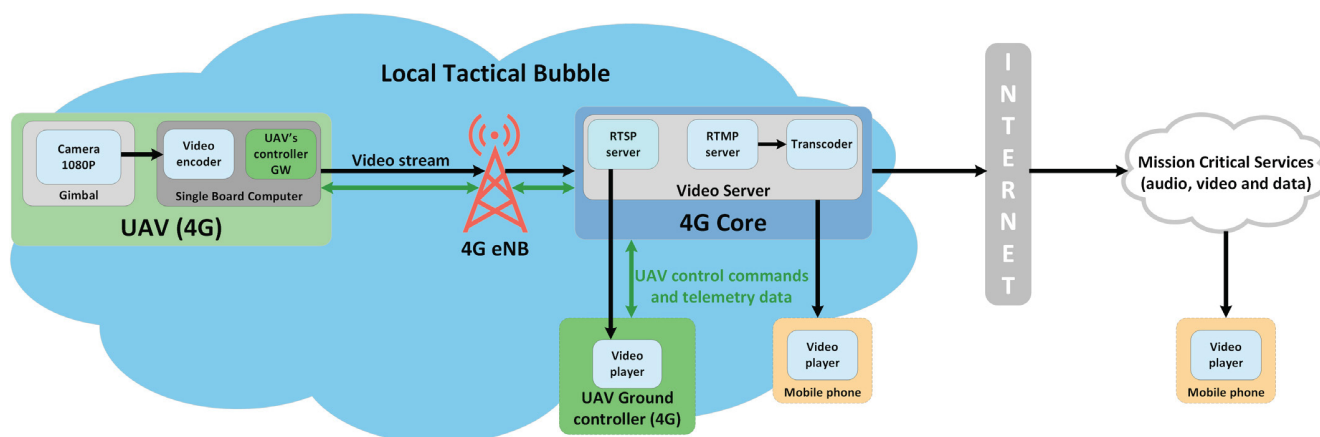 Local Tactical Bubble
Camera
1080P
Gimbal
Video
encoder
UAV's
controller
GW
Single Board Computer
UAV (4G)
Video stream
4G eNB
RTSP
server
RTMP
server
Transcoder
Video Server
4G Core
UAV control commands
and telemetry data
Video
player
UAV Ground
controller (4G)
Video
player
Mobile phone
INTERNET
Mission Critical Services
(audio, video and data)
Video
player
Mobile phone